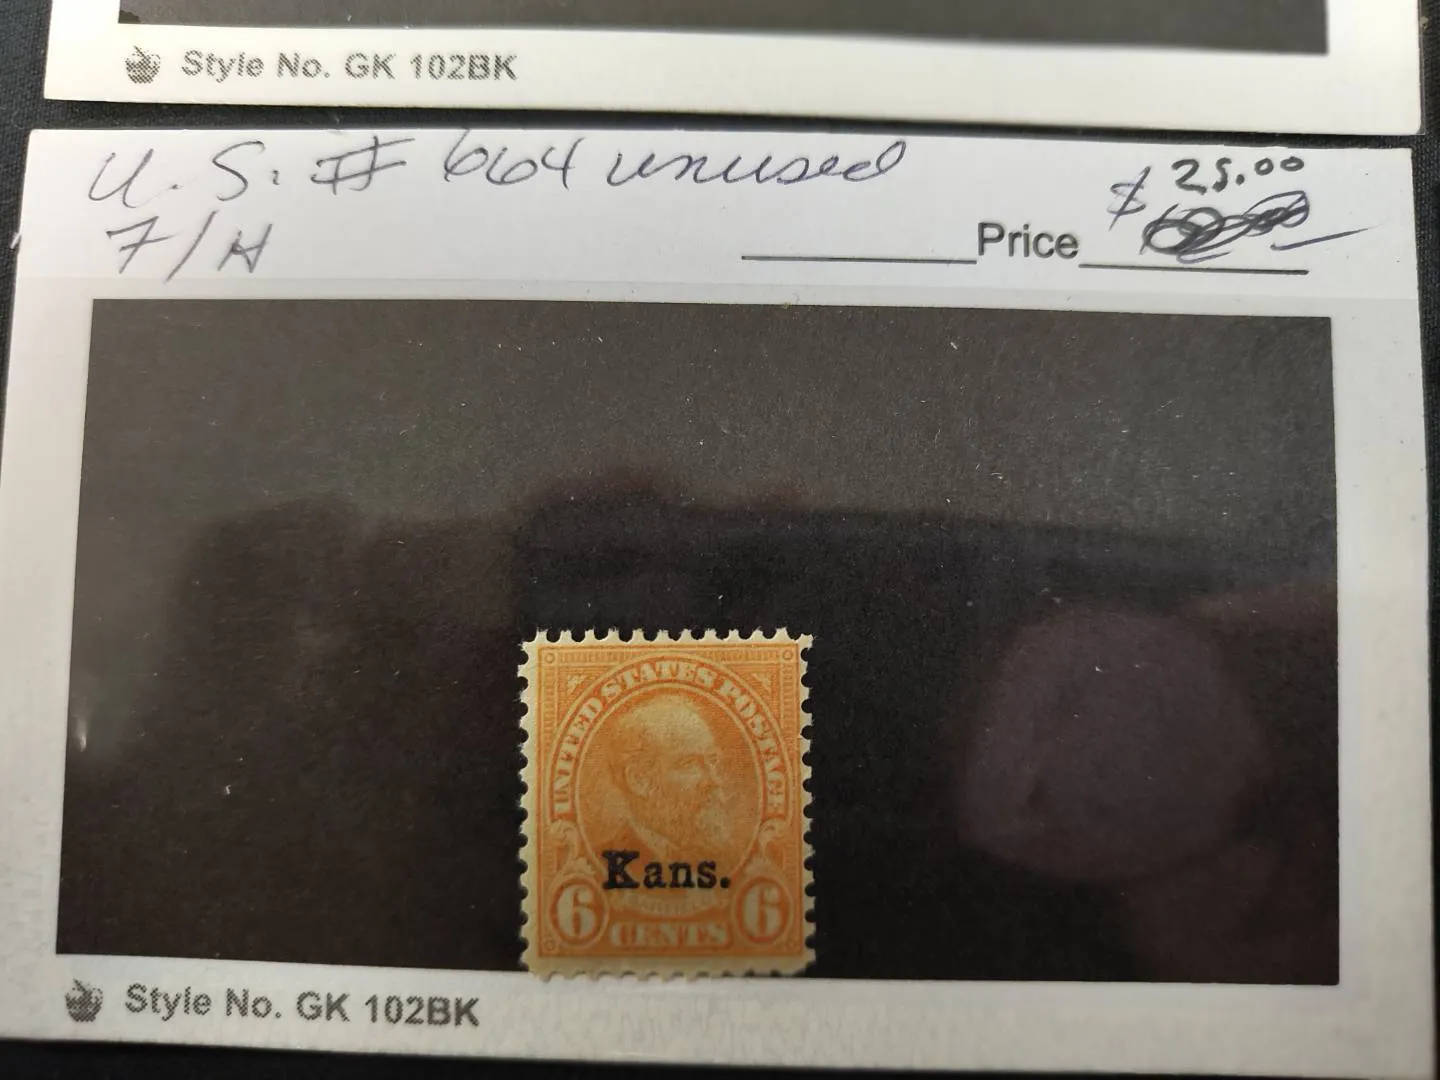 Style No. GK 102BK
U. S. # 664 unused
$ 25.00
F/H
Price
UNITED STATES POSTAGE
Kans.
6 CENTS 6
Style No. GK 102BK